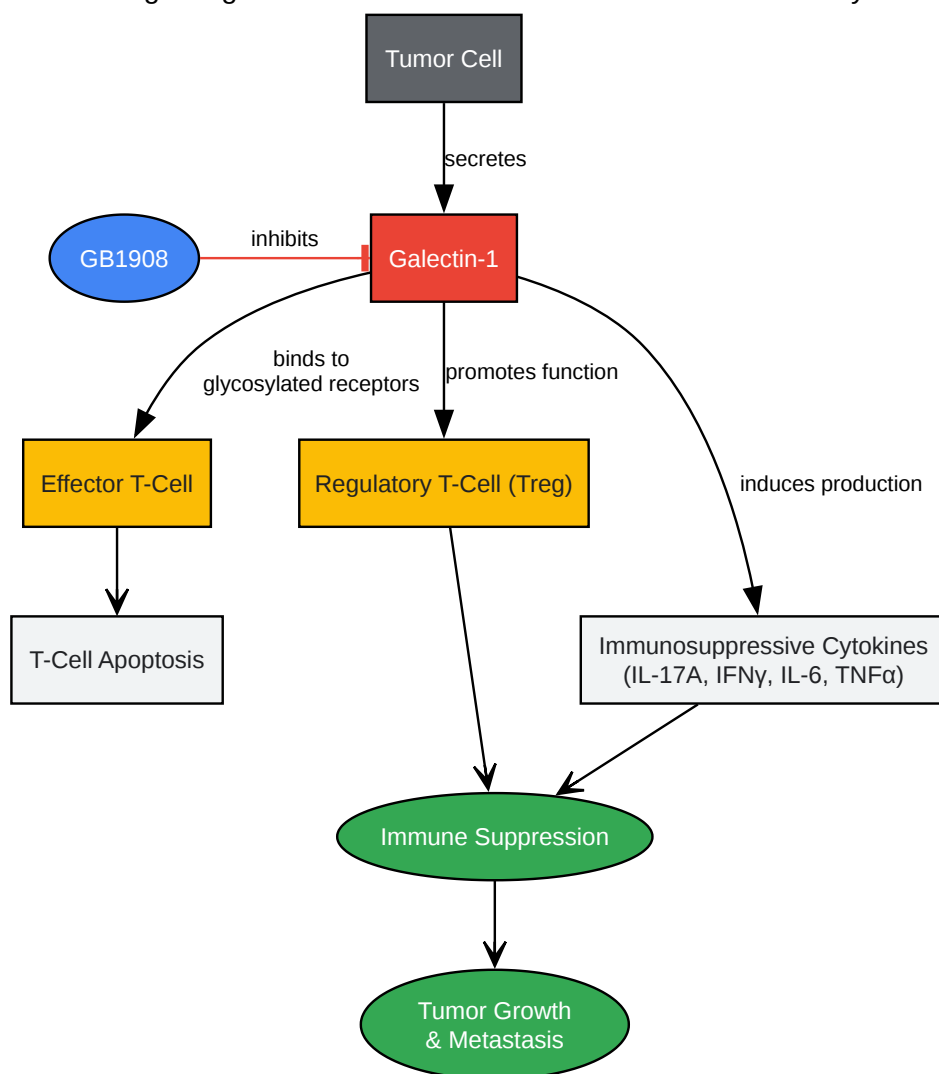 Tumor Cell
secretes
GB1908
inhibits
Galectin-1
binds to
glycosylated receptors
promotes function
induces production
Effector T-Cell
Regulatory T-Cell (Treg)
T-Cell Apoptosis
Immunosuppressive Cytokines
(IL-17A, IFNγ, IL-6, TNFα)
Immune Suppression
Tumor Growth
& Metastasis